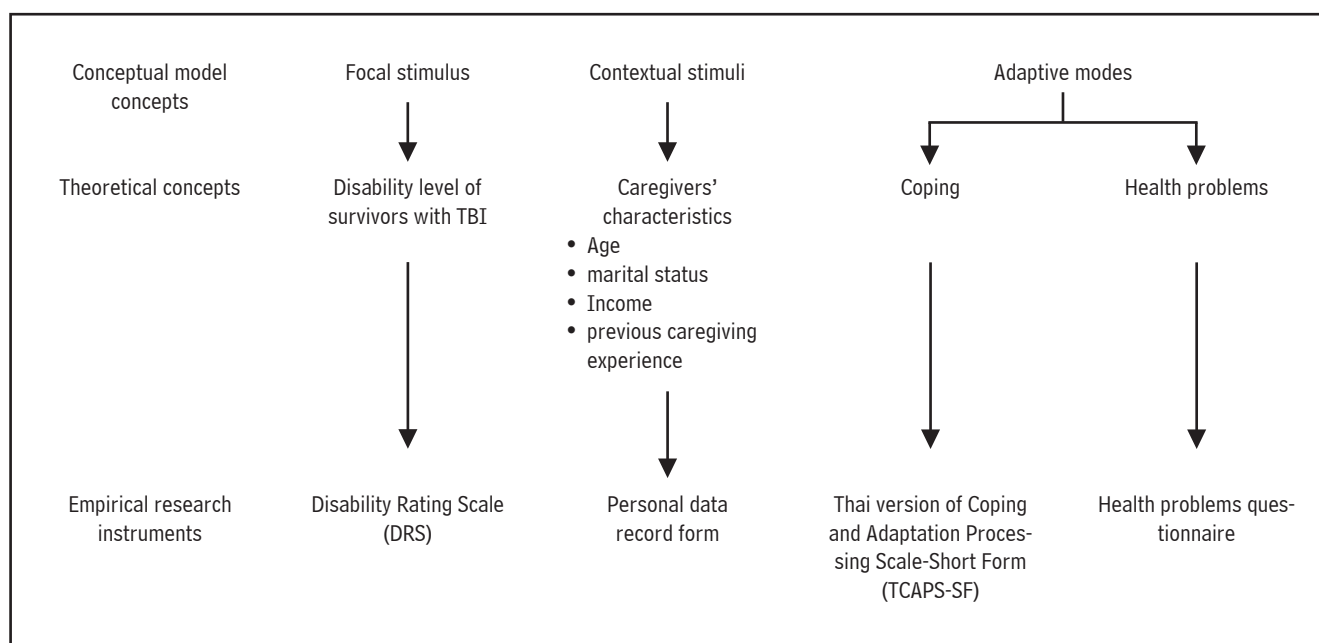 Conceptual model
concepts
Focal stimulus
Contextual stimuli
Adaptive modes
Theoretical concepts
Disability level of
survivors with TBI
Caregivers’
characteristics
• Age
• marital status
• Income
• previous caregiving
experience
Coping
Health problems
Empirical research
instruments
Disability Rating Scale
(DRS)
Personal data
record form
Thai version of Coping
and Adaptation Proces-
sing Scale-Short Form
(TCAPS-SF)
Health problems ques-
tionnaire